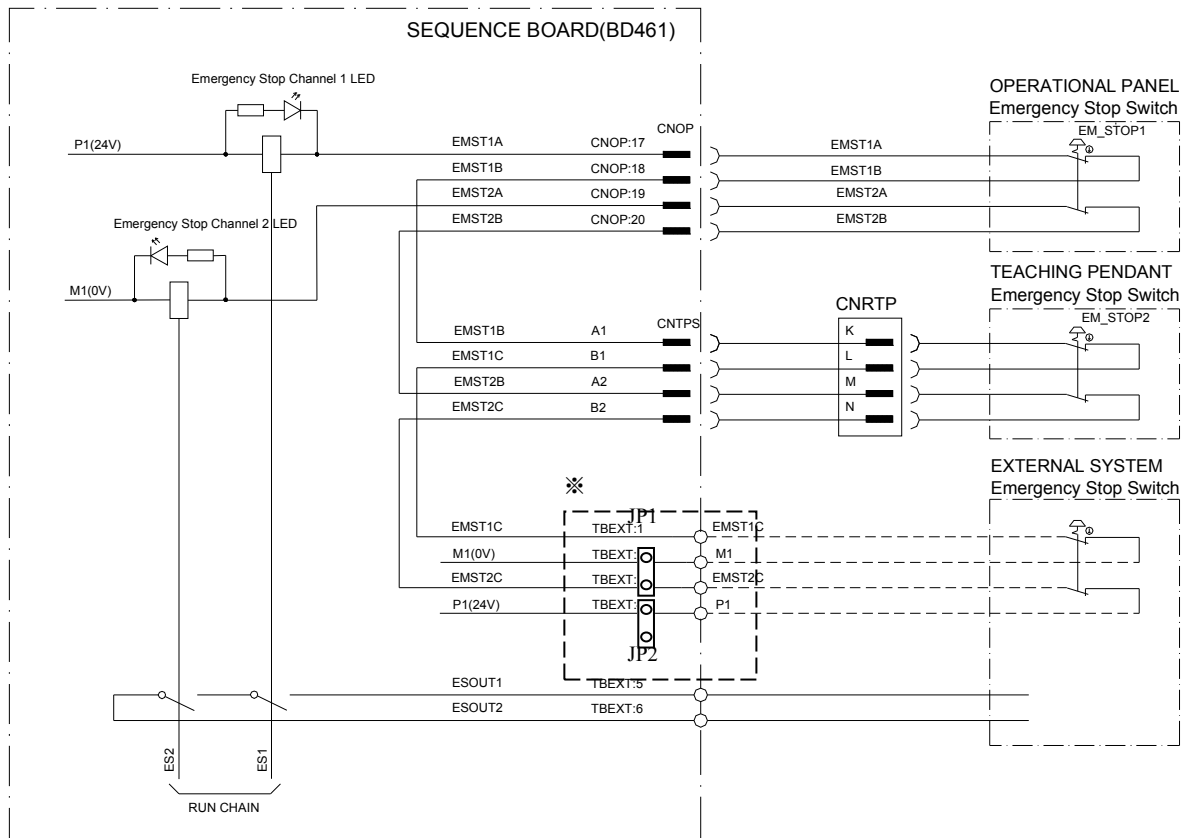 SEQUENCE BOARD(BD461)
Emergency Stop Channel 1 LED
OPERATIONAL PANEL
Emergency Stop Switch
P1(24V)
EMST1A
CNOP:17
CNOP
EMST1A
EM_STOP1
EMST1B
CNOP:18
EMST1B
EMST2A
CNOP:19
EMST2A
EMST2B
CNOP:20
EMST2B
Emergency Stop Channel 2 LED
M1(0V)
TEACHING PENDANT
Emergency Stop Switch
CNRTP
EMST1B
A1
CNTPS
K
EM_STOP2
EMST1C
B1
L
EMST2B
A2
M
EMST2C
B2
N
EXTERNAL SYSTEM
Emergency Stop Switch
※
JP1
EMST1C
TBEXT:1
EMST1C
M1(0V)
TBEXT:
M1
EMST2C
TBEXT:
EMST2C
P1(24V)
TBEXT:
P1
JP2
ESOUT1
TBEXT:5
ESOUT2
TBEXT:6
ES2
ES1
RUN CHAIN